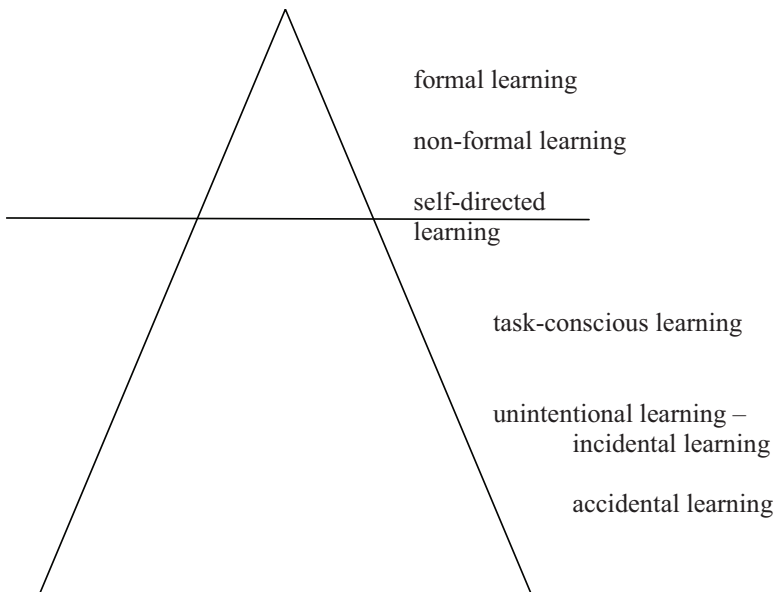 formal learning
non-formal learning
self-directed
learning
task-conscious learning
unintentional learning –
incidental learning
accidental learning